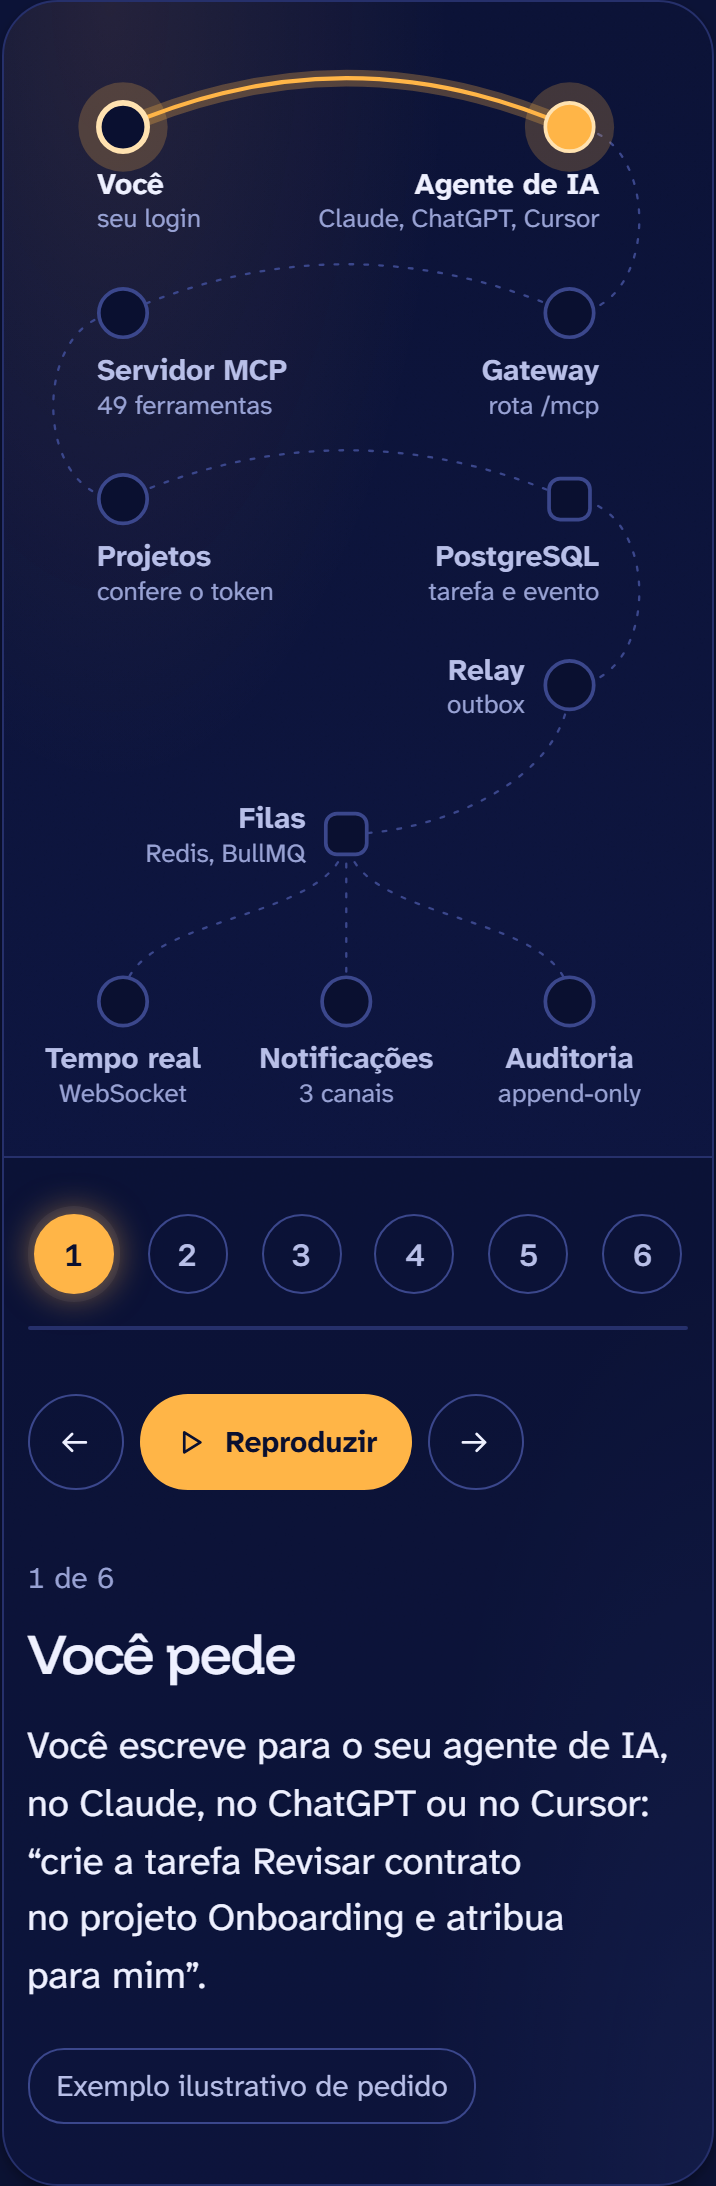 Você
seu login
Agente de IA
Claude, ChatGPT, Cursor
Servidor MCP
49 ferramentas
Gateway
rota /mcp
Projetos
confere o token
PostgreSQL
tarefa e evento
Relay
outbox
Filas
Redis, BullMQ
Tempo real
WebSocket
Notificações
3 canais
Auditoria
append-only
1 2 3 4 5 6
Reproduzir
1 de 6
Você pede
Você escreve para o seu agente de IA,
no Claude, no ChatGPT ou no Cursor:
“crie a tarefa Revisar contrato
no projeto Onboarding e atribua
para mim”.
Exemplo ilustrativo de pedido